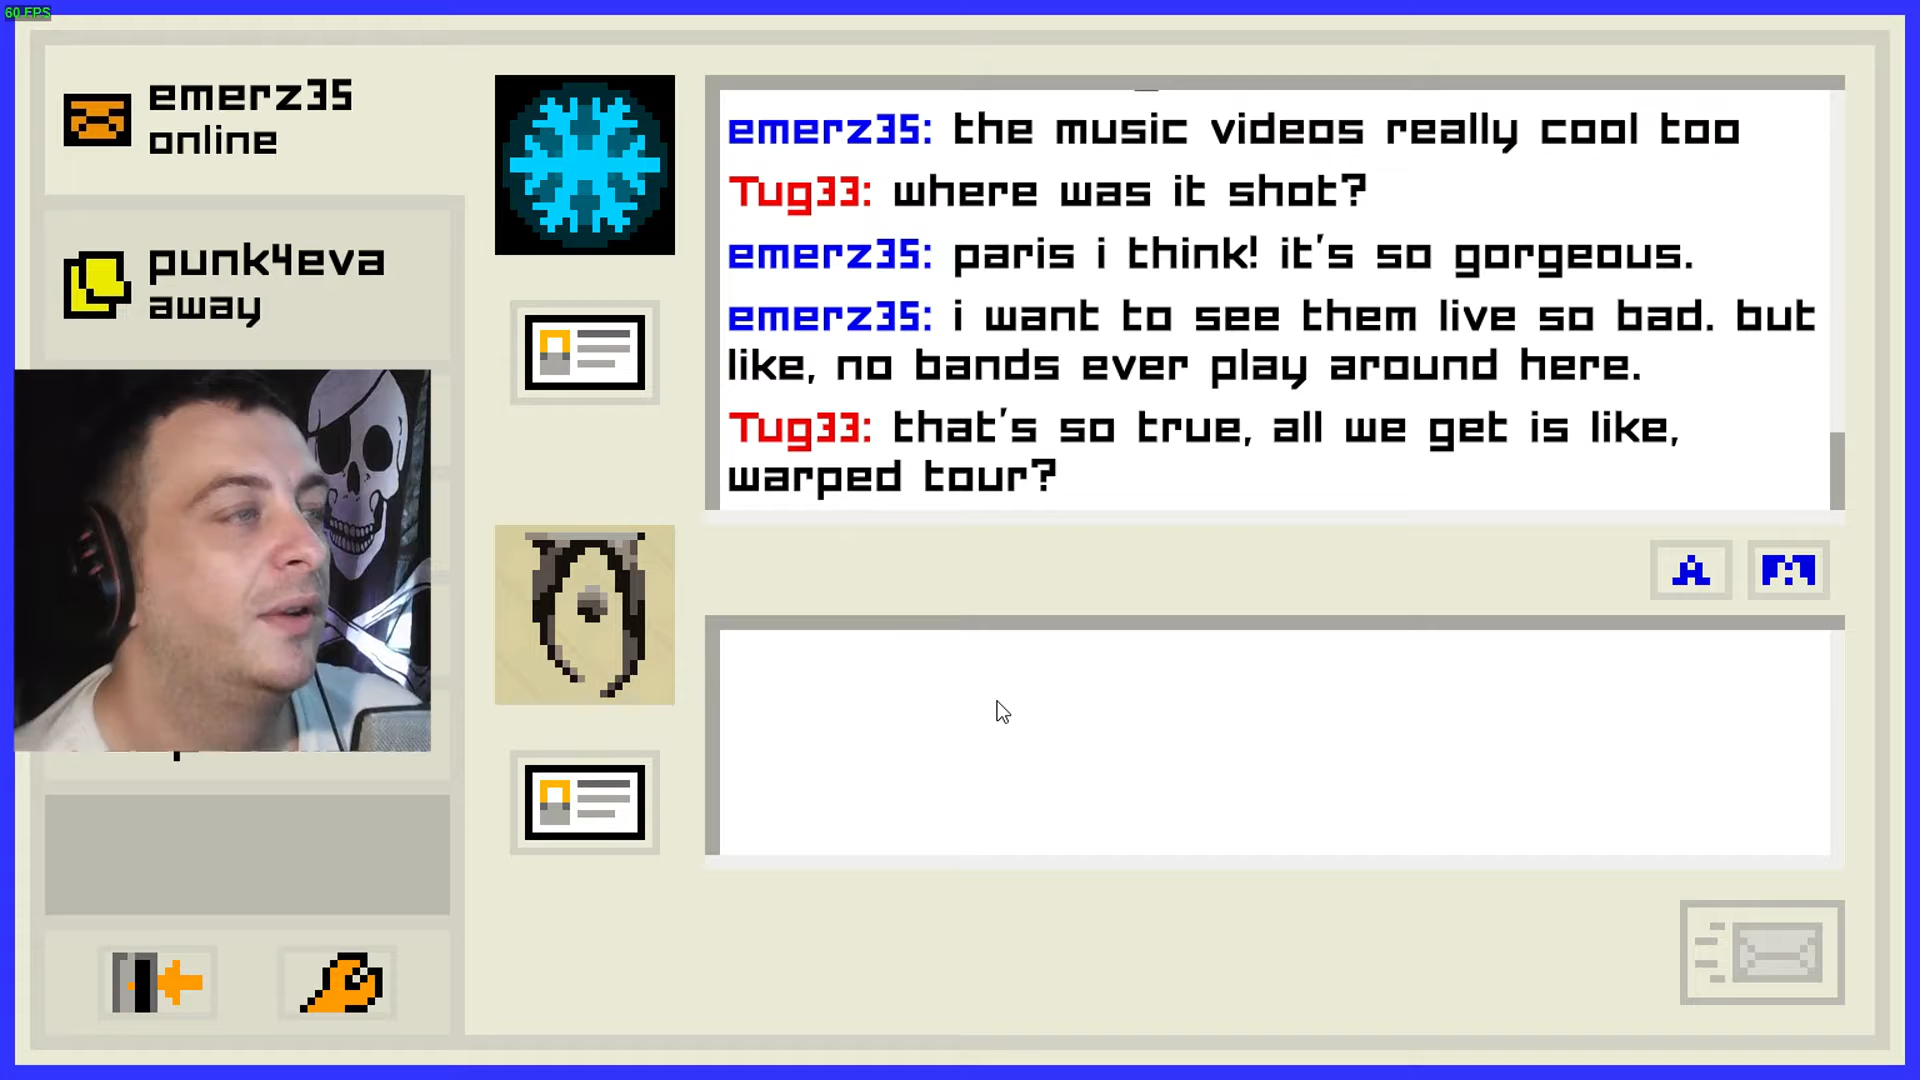 60 FPS
emerz35
online
punk4eva
away
emerz35: the music videos really cool too
Tug33: where was it shot?
emerz35: paris i think! it's so gorgeous.
emerz35: i want to see them live so bad. but
like, no bands ever play around here.
Tug33: that's so true, all we get is like,
warped tour?
A